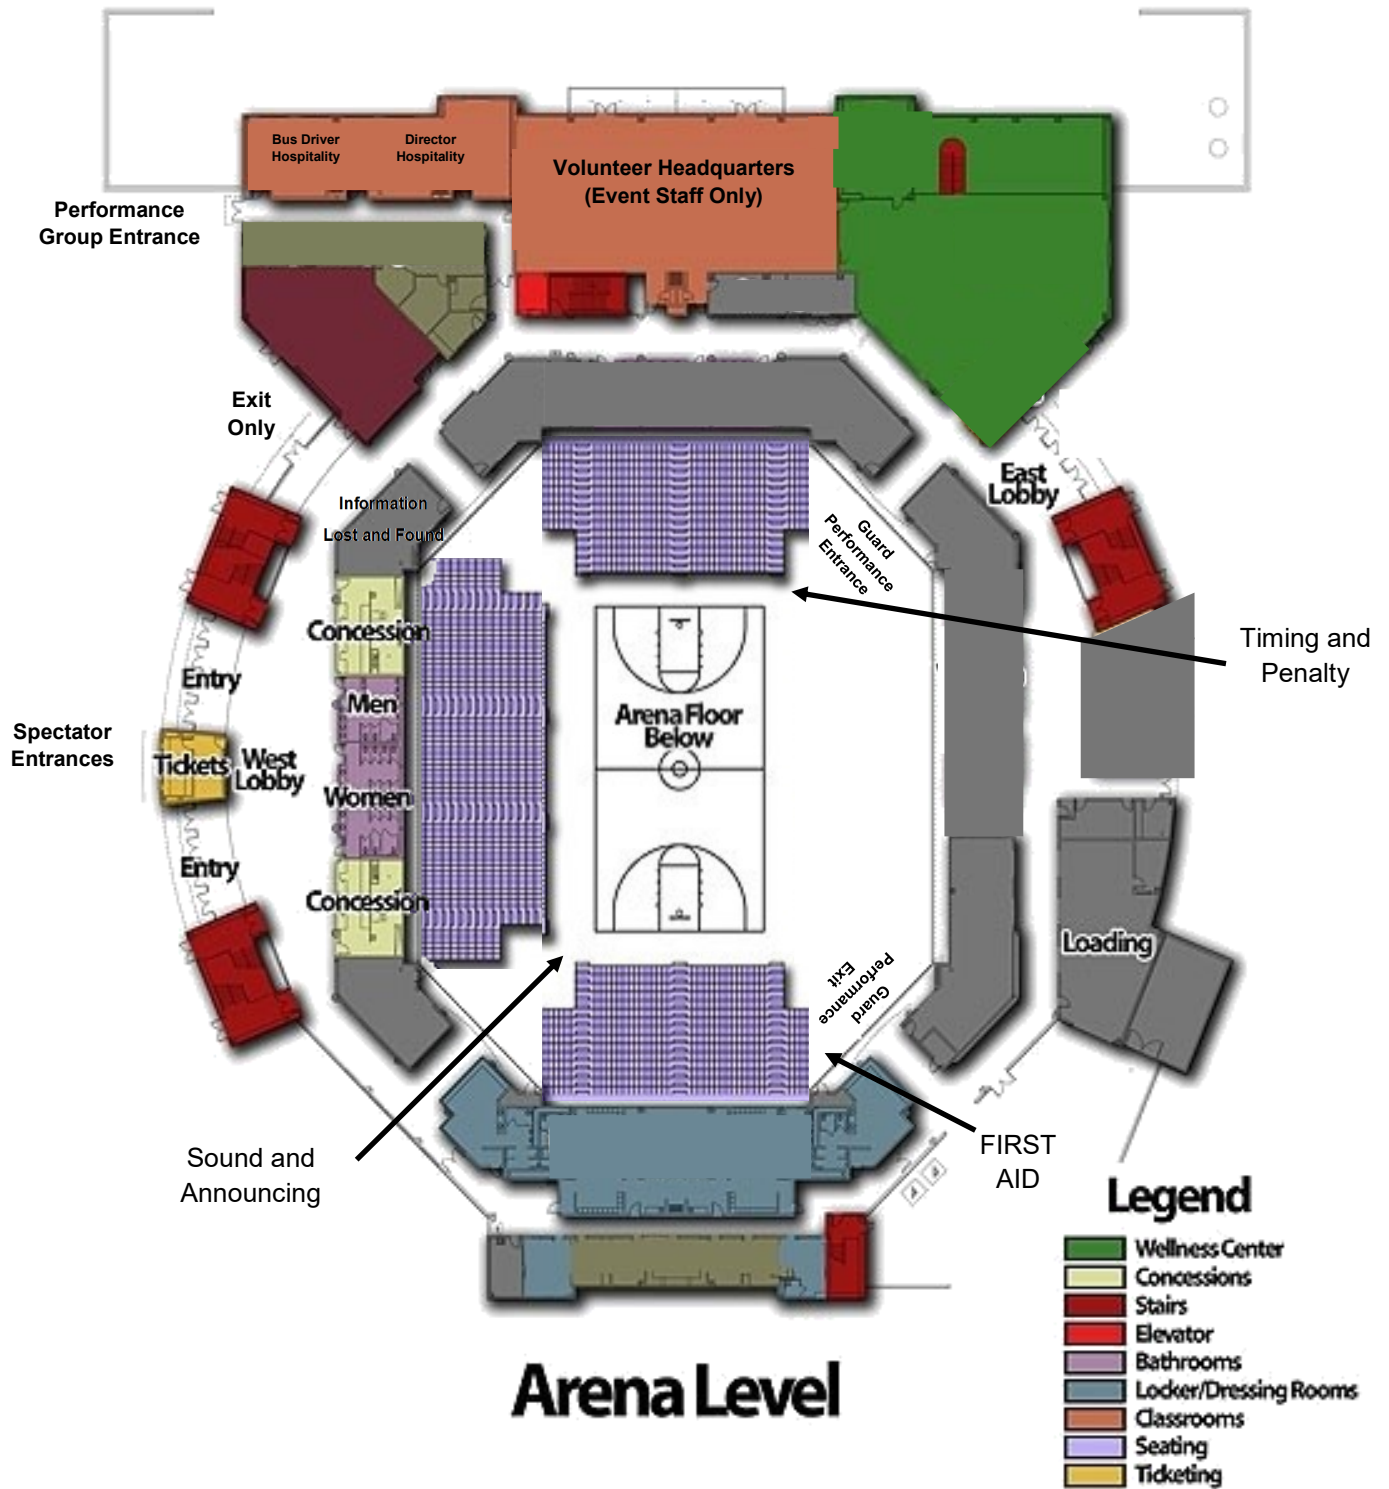 Bus Driver
Hospitality
Director
Hospitality
Volunteer Headquarters
(Event Staff Only)
Performance
Group Entrance
Exit
Only
East
Lobby
Information
Lost and Found
Guard
Performance
Entrance
Concession
Timing and
Penalty
Entry
Men
Arena Floor
Below
Spectator
Entrances
Tickets
West
Lobby
Women
Entry
Concession
Loading
Guard
Performance
Exit
Sound and
Announcing
FIRST
AID
Legend
Wellness Center
Concessions
Stairs
Elevator
Bathrooms
Locker/Dressing Rooms
Classrooms
Seating
Ticketing
Arena Level